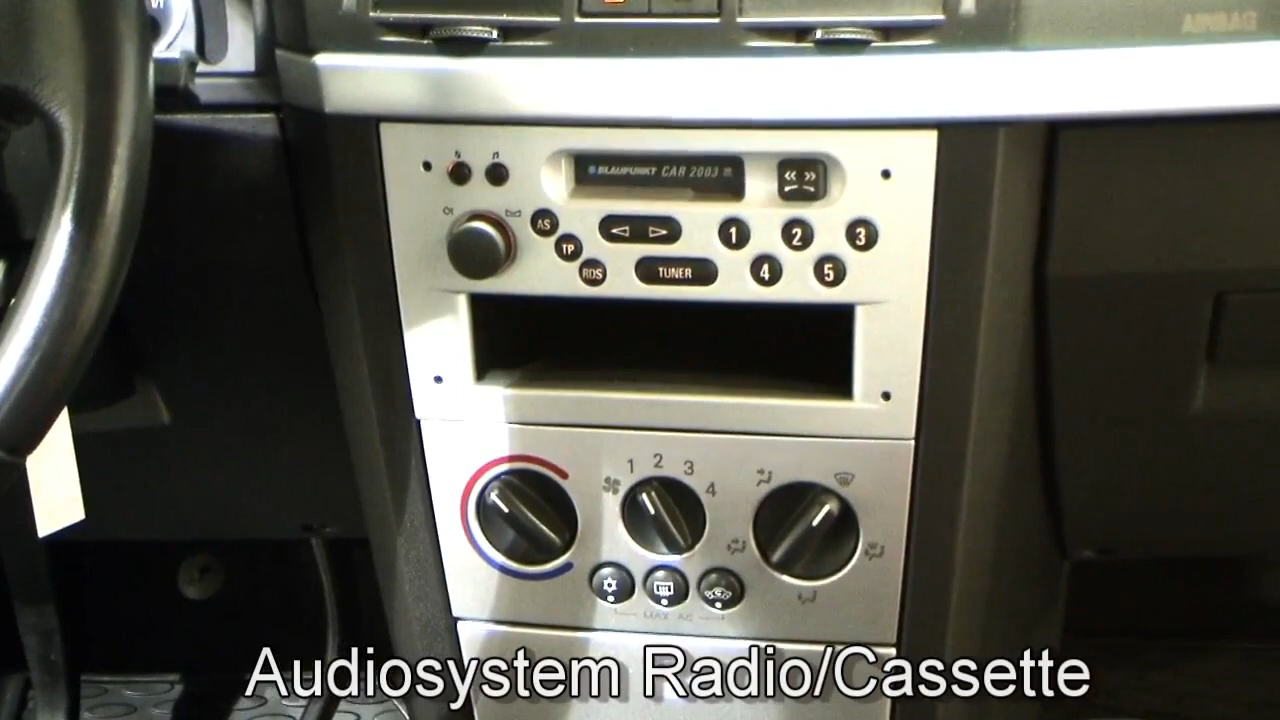 AIRBAG
BLAUPUNKT CAR 2003
AS
TP
RDS
TUNER
1 2 3
4 5
1 2 3 4
MAX AC
Audiosystem Radio/Cassette